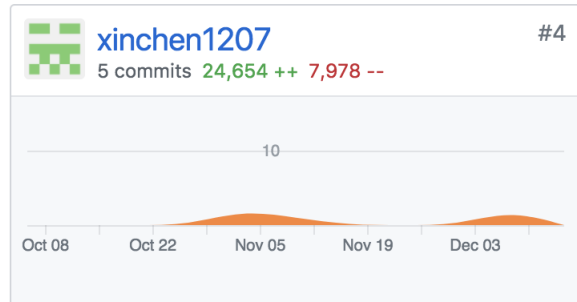 xinchen1207
#4
5 commits 24,654 ++ 7,978 --
10
Oct 08 Oct 22 Nov 05 Nov 19 Dec 03